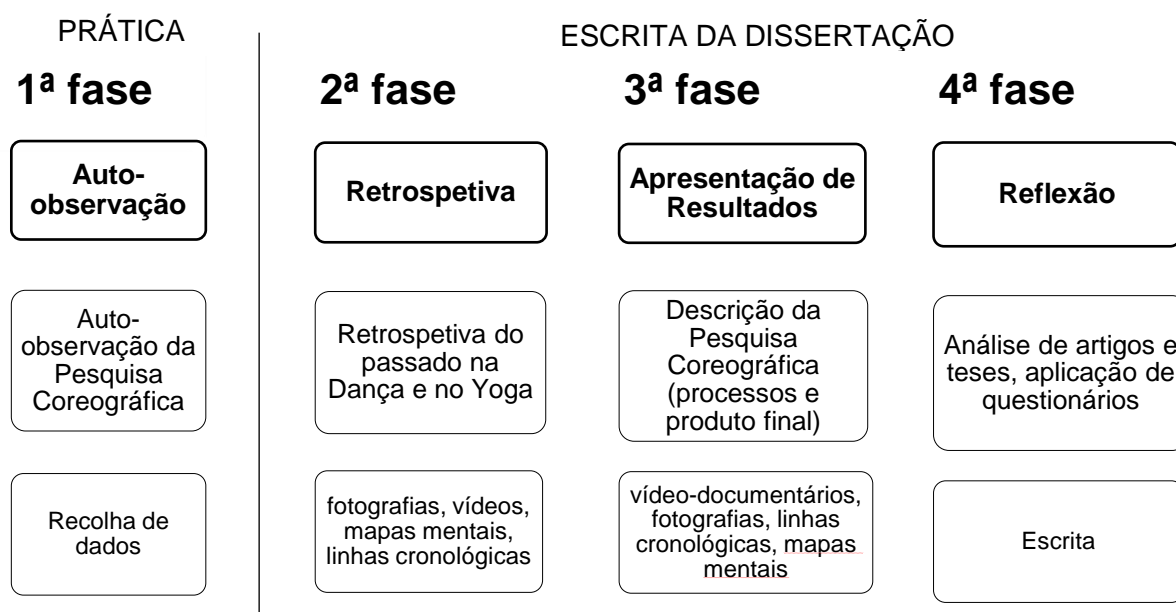 PRÁTICA
ESCRITA DA DISSERTAÇÃO
1ª fase
2ª fase
3ª fase
4ª fase
Auto-
observação
Retrospetiva
Apresentação de
Resultados
Reflexão
Auto-
observação da
Pesquisa
Coreográfica
Retrospetiva do
passado na
Dança e no Yoga
Descrição da
Pesquisa
Coreográfica
(processos e
produto final)
Análise de artigos e
teses, aplicação de
questionários
Recolha de
dados
fotografias, vídeos,
mapas mentais,
linhas cronológicas
vídeo-documentários,
fotografias, linhas
cronológicas, mapas
mentais
Escrita